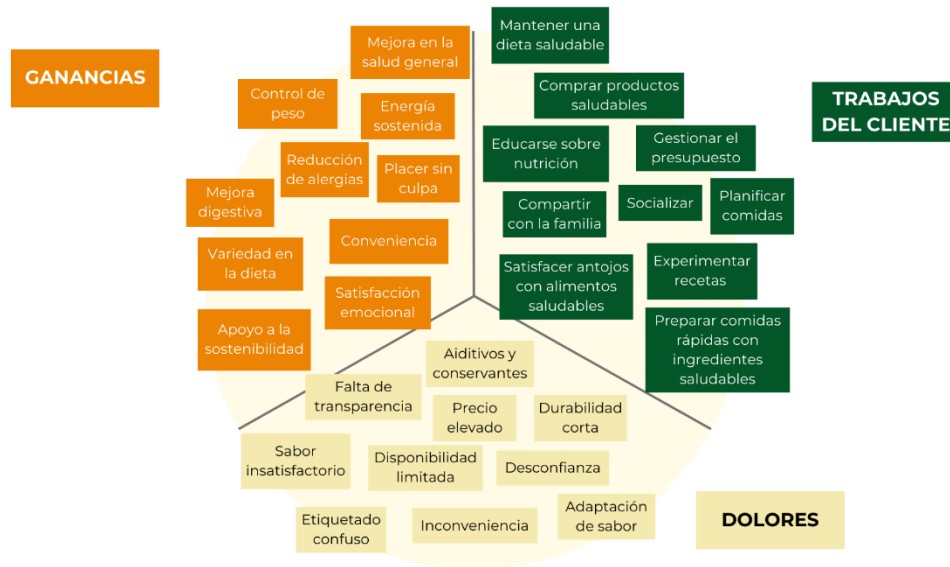 GANANCIAS
Mejora en la
salud general
Control de
peso
Energía
sostenida
Reducción
de alergias
Placer sin
culpa
Mejora
digestiva
Conveniencia
Variedad en
la dieta
Satisfacción
emocional
Apoyo a la
sostenibilidad
TRABAJOS
DEL CLIENTE
Mantener una
dieta saludable
Comprar productos
saludables
Educarse sobre
nutrición
Gestionar el
presupuesto
Compartir
con la familia
Socializar
Planificar
comidas
Satisfacer antojos
con alimentos
saludables
Experimentar
recetas
Preparar comidas
rápidas con
ingredientes
saludables
Aiditivos y
conservantes
Falta de
transparencia
Precio
elevado
Durabilidad
corta
Sabor
insatisfactorio
Disponibilidad
limitada
Desconfianza
Etiquetado
confuso
Inconveniencia
Adaptación
de sabor
DOLORES